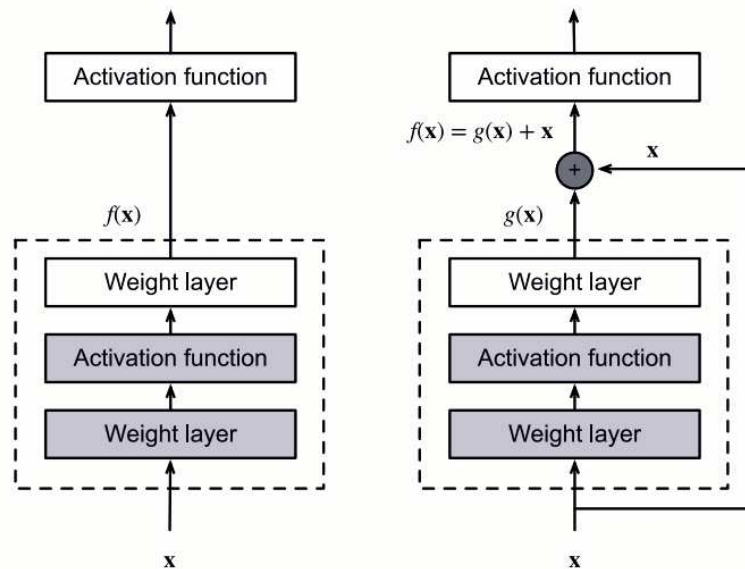 Activation function
f(x)
Weight layer
Activation function
Weight layer
x
Activation function
f(x) = g(x) + x
x
+
g(x)
Weight layer
Activation function
Weight layer
x